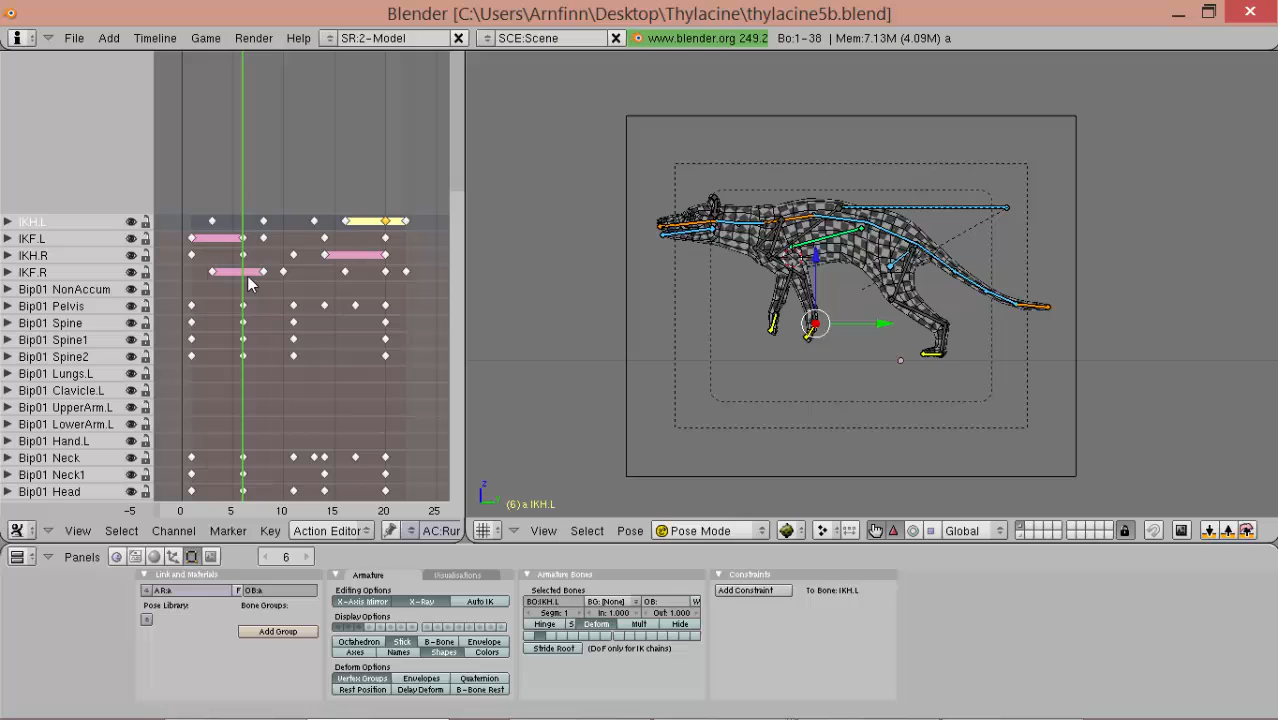 Blender [C:\Users\Arnfinn\Desktop\Thylacine\thylacine5b.blend]
File Add Timeline Game Render Help SR:2-Model SCE:Scene www.blender.org 249.2 Bo:1-38 | Mem:7.13M (4.09M) a
IKH.L
IKF.L
IKH.R
IKF.R
Bip01 NonAccum
Bip01 Pelvis
Bip01 Spine
Bip01 Spine1
Bip01 Spine2
Bip01 Lungs.L
Bip01 Clavicle.L
Bip01 UpperArm.L
Bip01 LowerArm.L
Bip01 Hand.L
Bip01 Neck
Bip01 Neck1
Bip01 Head
-5 0 5 10 15 20 25
z
(6) a IKH.L
View Select Channel Marker Key Action Editor AC:Rur
View Select Pose Pose Mode Global
Panels 6
Link and Materials
AR:a F OB:a
Pose Library: Bone Groups:
Add Group
Armature Visualisations
Editing Options
X-Axis Mirror X-Ray Auto IK
Display Options
Octahedron Stick B-Bone Envelope
Axes Names Shapes Colors
Deform Options
Vertex Groups Envelopes Quaternion
Rest Position Delay Deform B-Bone Rest
Armature Bones
Selected Bones
BO:IKH.L BG: [None] OB: W
Segm: 1 In: 1.000 Out: 1.000
Hinge S Deform Mult Hide
Stride Root (DoF only for IK chains)
Constraints
Add Constraint To Bone: IKH.L